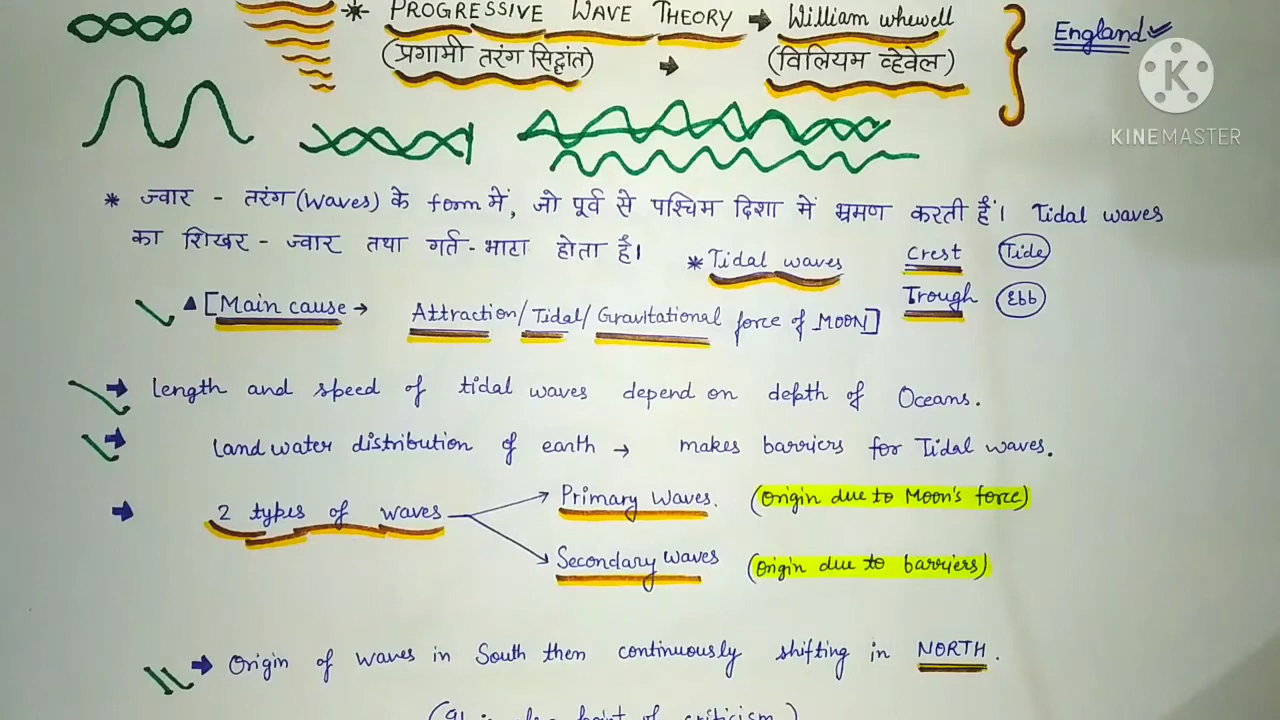 * PROGRESSIVE WAVE THEORY → William whewell
England ✓
(प्रगामी तरंग सिद्धांत) → (विलियम व्हेवेल)
K
KINEMASTER
* ज्वार - तरंग (Waves) के form में, जो पूर्व से पश्चिम दिशा में भ्रमण करती हैं। Tidal waves
का शिखर - ज्वार तथा गर्त - भाटा होता है।
* Tidal waves Crest Tide
Trough Ebb
[Main cause → Attraction/Tidal/Gravitational force of MOON]
→ Length and speed of tidal waves depend on depth of Oceans.
→ Land water distribution of earth → makes barriers for Tidal waves.
→ 2 types of waves
Primary Waves. (Origin due to Moon's force)
Secondary Waves (Origin due to barriers)
→ Origin of waves in South then continuously shifting in NORTH.
point of criticism)